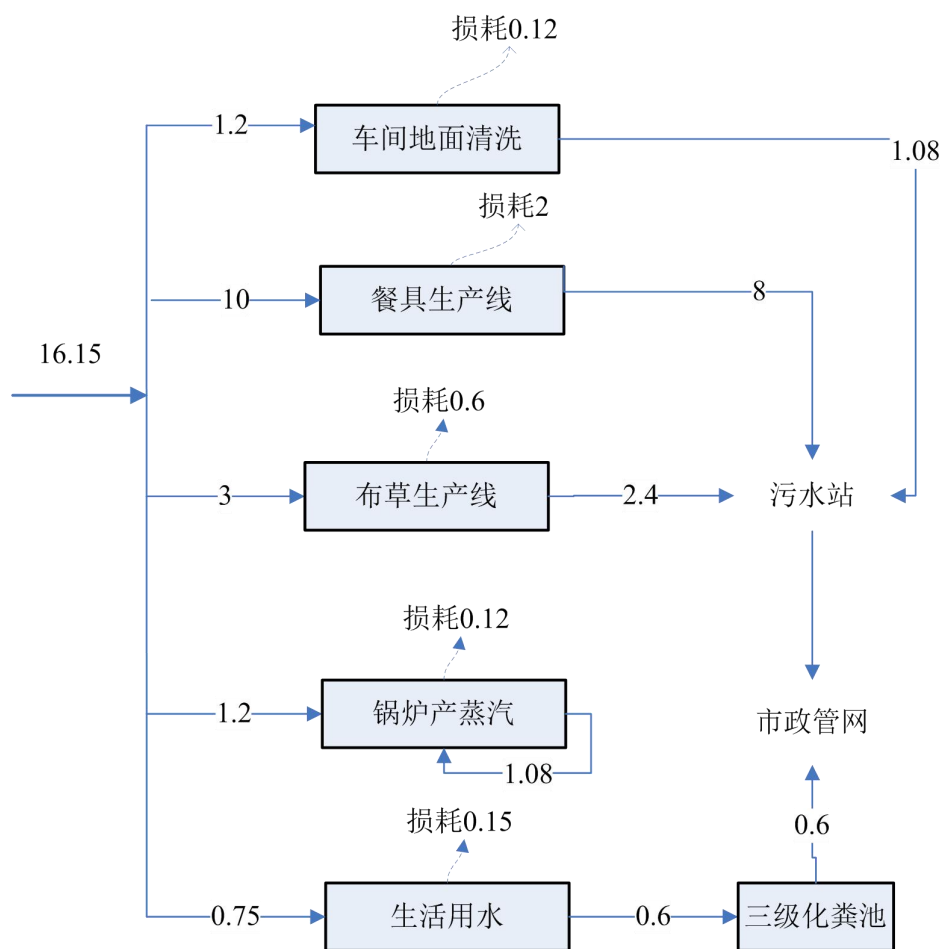 损耗0.12
1.2
车间地面清洗
1.08
损耗2
10
餐具生产线
8
16.15
损耗0.6
3
布草生产线
2.4
污水站
损耗0.12
1.2
锅炉产蒸汽
1.08
市政管网
损耗0.15
0.6
0.75
生活用水
0.6
三级化粪池